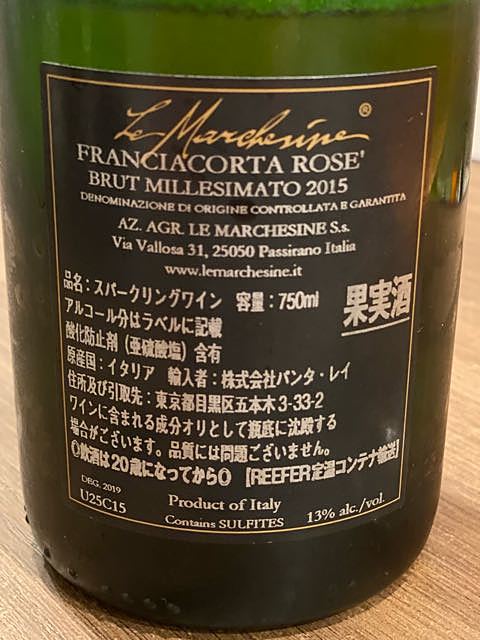 Le Marchesine ®
FRANCIACORTA ROSE'
BRUT MILLESIMATO 2015
DENOMINAZIONE DI ORIGINE CONTROLLATA E GARANTITA
AZ. AGR. LE MARCHESINE S.s.
Via Vallosa 31, 25050 Passirano Italia
www.lemarchesine.it
品名：スパークリングワイン 容量：750ml
果実酒
アルコール分はラベルに記載
酸化防止剤（亜硫酸塩）含有
原産国：イタリア 輸入者：株式会社パンタ・レイ
住所及び引取先：東京都目黒区五本木3-33-2
ワインに含まれる成分オリとして瓶底に沈殿する
場合がございます。品質には問題ございません。
◎飲酒は20歳になってから◎ [REEFER定温コンテナ輸送]
DEG. 2019
U25C15
Product of Italy
Contains SULFITES
13% alc./vol.